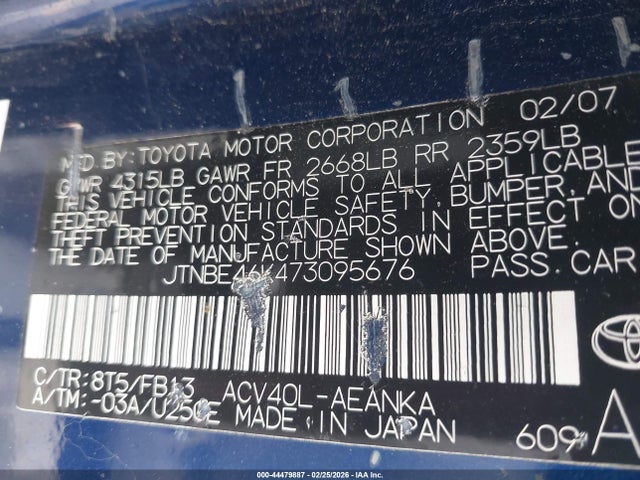 02/07
MFD.BY:TOYOTA MOTOR CORPORATION
GVWR 4315LB GAWR FR 2668LB RR 2359LB
THIS VEHICLE CONFORMS TO ALL APPLICABLE
FEDERAL MOTOR VEHICLE SAFETY, BUMPER, AND
THEFT PREVENTION STANDARDS IN EFFECT ON
THE DATE OF MANUFACTURE SHOWN ABOVE.
JTNBE46K473095676 PASS.CAR
C/TR:8T5/FB13 ACV40L-AEANKA
A/TM:-03A/U250E MADE IN JAPAN
609 A
TOYOTA
000-44479887 - 02/25/2026 - IAA Inc.